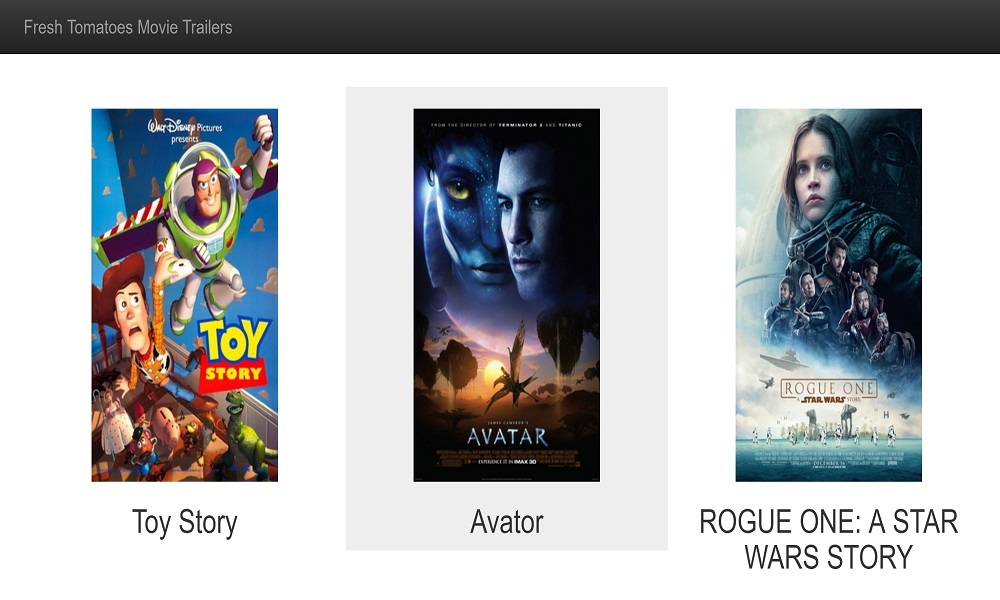 Fresh Tomatoes Movie Trailers
WALT DISNEY Pictures
presents
TOY
STORY
Toy Story
FROM THE DIRECTOR OF TERMINATOR 2 AND TITANIC
JAMES CAMERON'S
AVATAR
EXPERIENCE IT IN IMAX 3D
Avator
ROGUE ONE
A STAR WARS STORY
DECEMBER 16
ROGUE ONE: A STAR
WARS STORY